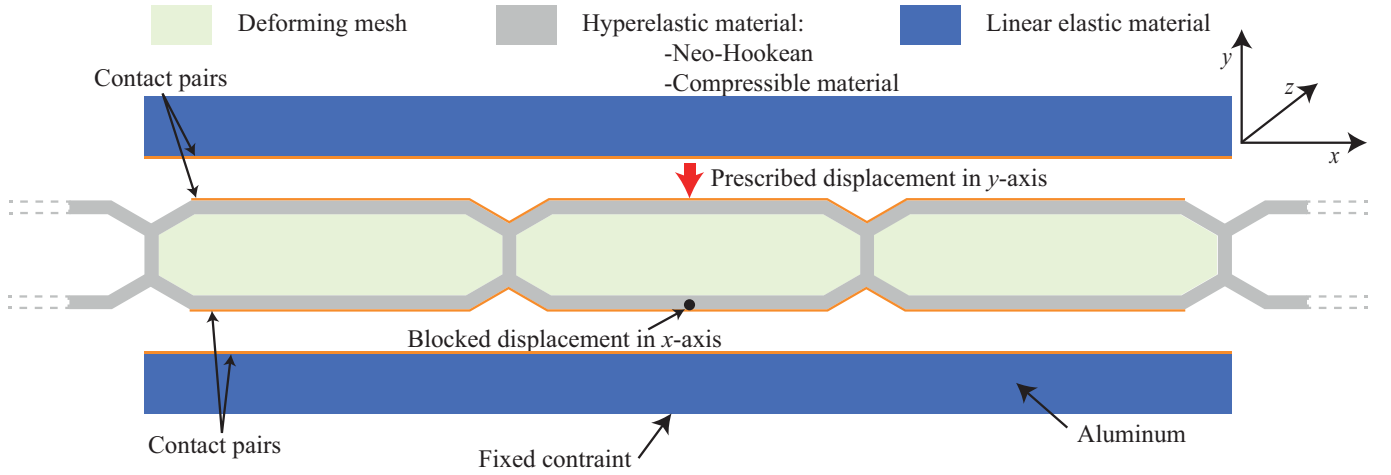 Deforming mesh
Hyperelastic material:
-Neo-Hookean
-Compressible material
Linear elastic material
Contact pairs
y
z
x
Prescribed displacement in y-axis
Blocked displacement in x-axis
Contact pairs
Fixed contraint
Aluminum